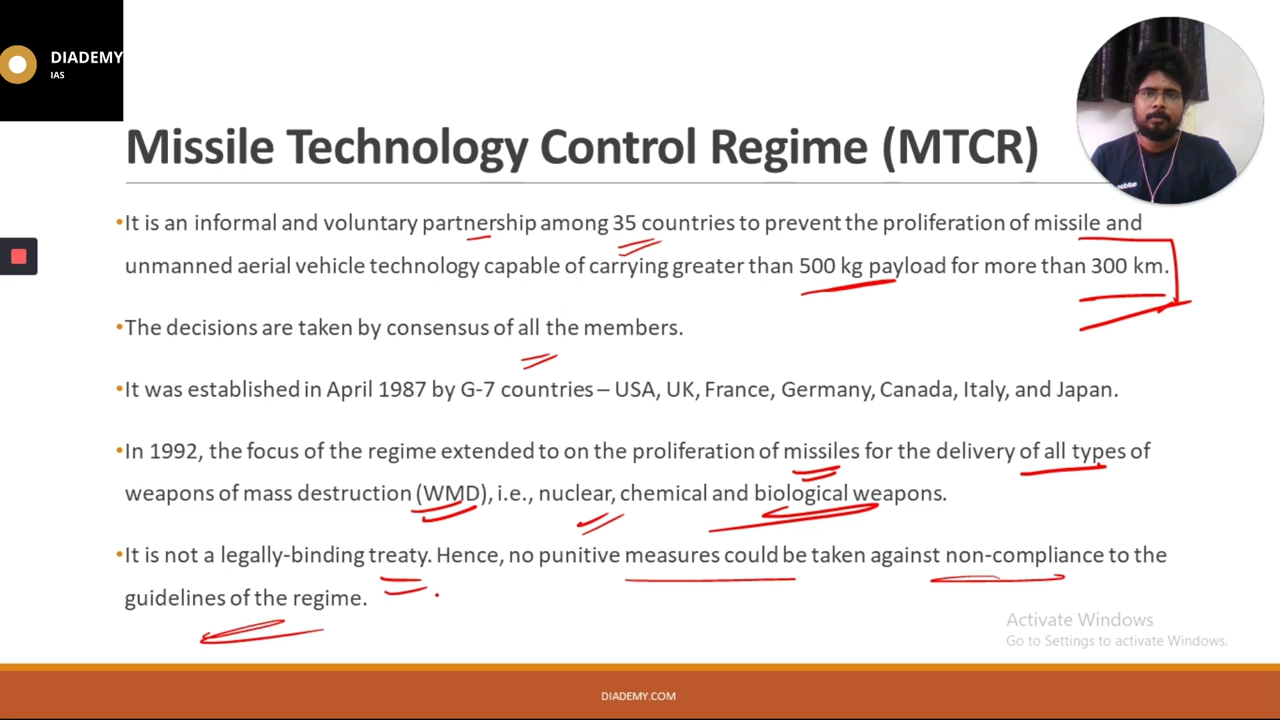 DIADEMY
IAS
Missile Technology Control Regime (MTCR)
•It is an informal and voluntary partnership among 35 countries to prevent the proliferation of missile and
unmanned aerial vehicle technology capable of carrying greater than 500 kg payload for more than 300 km.
•The decisions are taken by consensus of all the members.
•It was established in April 1987 by G-7 countries – USA, UK, France, Germany, Canada, Italy, and Japan.
•In 1992, the focus of the regime extended to on the proliferation of missiles for the delivery of all types of
weapons of mass destruction (WMD), i.e., nuclear, chemical and biological weapons.
•It is not a legally-binding treaty. Hence, no punitive measures could be taken against non-compliance to the
guidelines of the regime.
Activate Windows
Go to Settings to activate Windows.
DIADEMY.COM